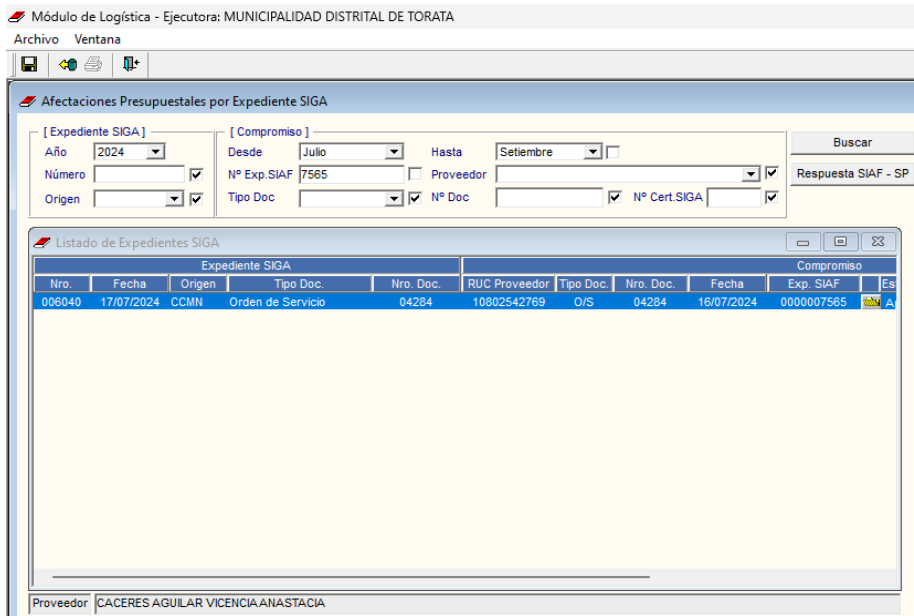 Módulo de Logística - Ejecutora: MUNICIPALIDAD DISTRITAL DE TORATA
Archivo Ventana
Afectaciones Presupuestales por Expediente SIGA
[ Expediente SIGA ] [ Compromiso ]
Año 2024 Desde Julio Hasta Setiembre Buscar
Número Nº Exp.SIAF 7565 Proveedor Respuesta SIAF - SP
Origen Tipo Doc Nº Doc Nº Cert.SIGA
Listado de Expedientes SIGA
Expediente SIGA Compromiso
Nro. Fecha Origen Tipo Doc. Nro. Doc. RUC Proveedor Tipo Doc. Nro. Doc. Fecha Exp. SIAF Es
006040 17/07/2024 CCMN Orden de Servicio 04284 10802542769 O/S 04284 16/07/2024 0000007565
Proveedor CACERES AGUILAR VICENCIA ANASTACIA